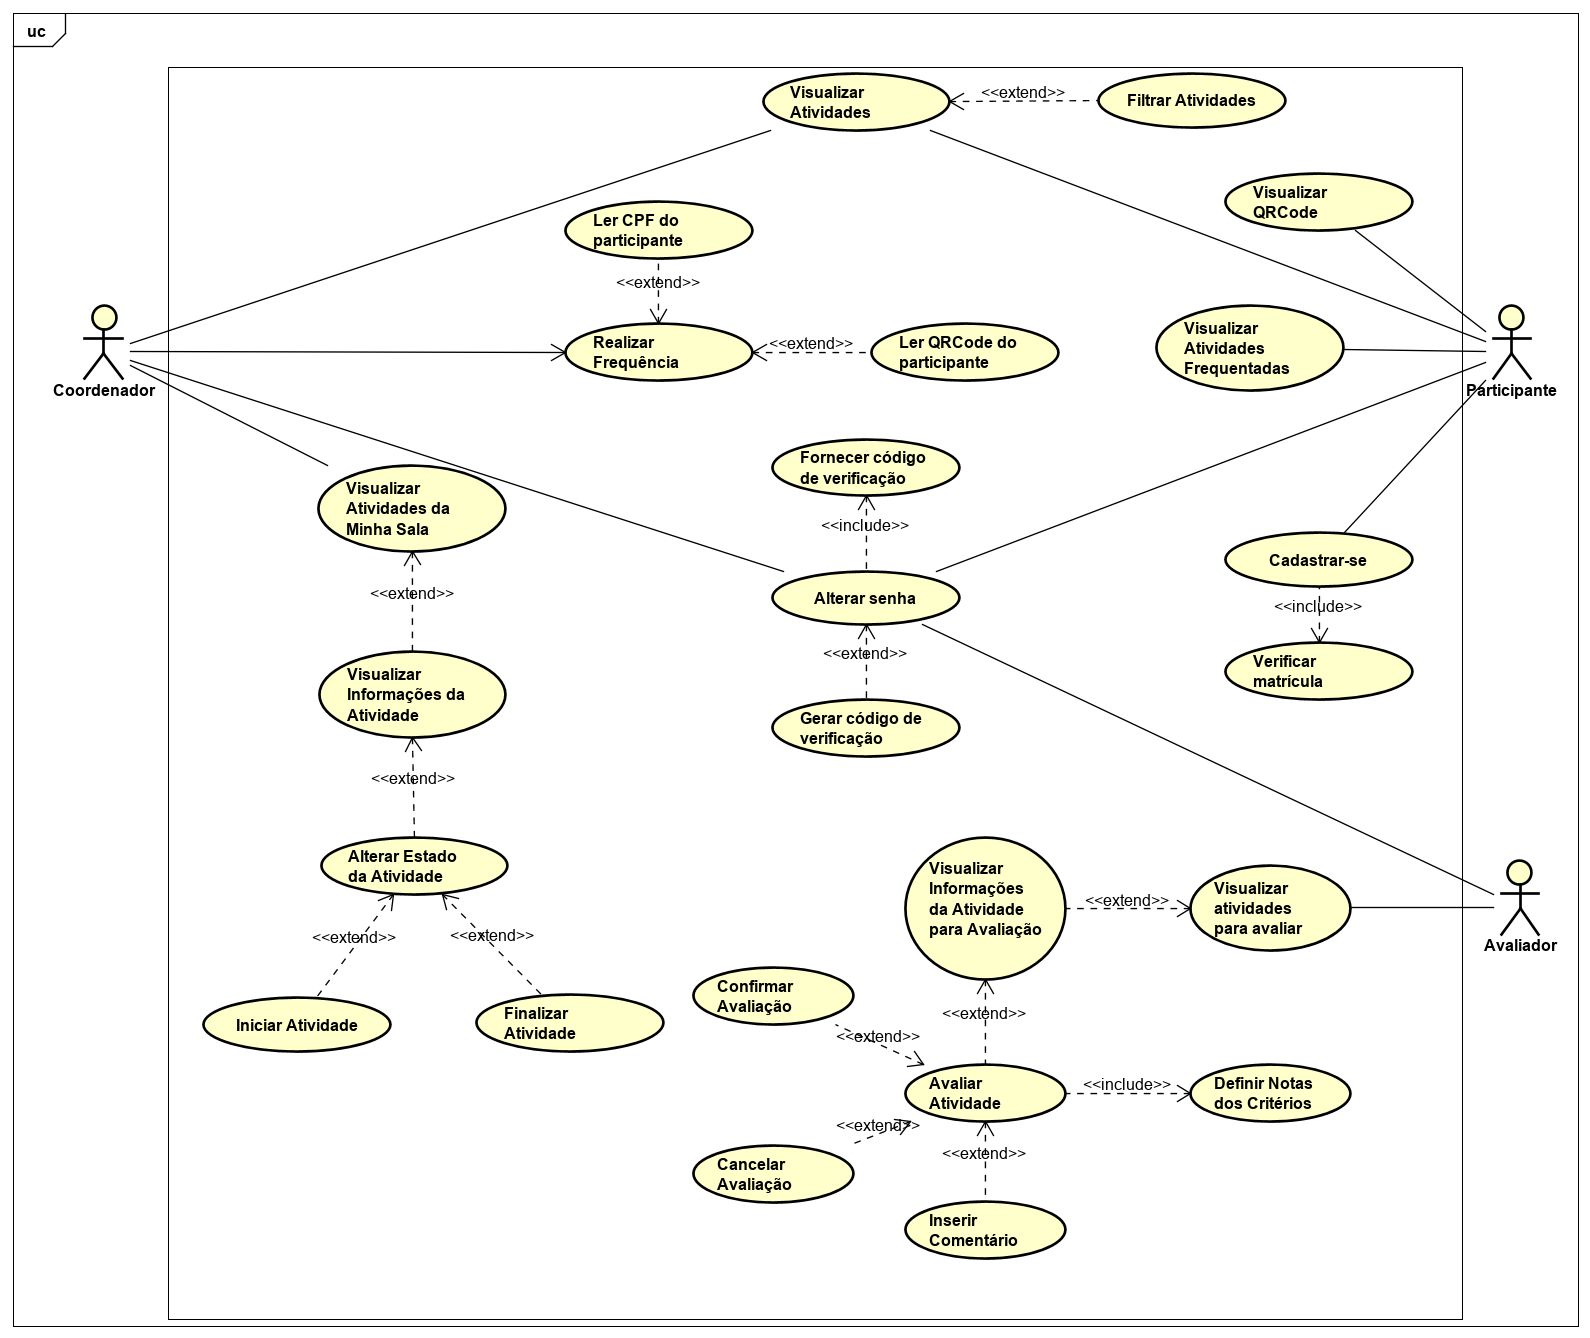 uc
Visualizar
Atividades
<<extend>>
Filtrar Atividades
Visualizar
QRCode
Ler CPF do
participante
<<extend>>
Realizar
Frequência
<<extend>>
Ler QRCode do
participante
Visualizar
Atividades
Frequentadas
Coordenador
Participante
Visualizar
Atividades da
Minha Sala
Fornecer código
de verificação
<<include>>
Cadastrar-se
<<extend>>
Alterar senha
<<include>>
Visualizar
Informações da
Atividade
<<extend>>
Verificar
matrícula
Gerar código de
verificação
<<extend>>
Alterar Estado
da Atividade
Visualizar
Informações
da Atividade
para Avaliação
<<extend>>
Visualizar
atividades
para avaliar
Avaliador
<<extend>>
<<extend>>
Iniciar Atividade
Finalizar
Atividade
Confirmar
Avaliação
<<extend>>
<<extend>>
Avaliar
Atividade
<<include>>
Definir Notas
dos Critérios
<<extend>>
<<extend>>
Cancelar
Avaliação
Inserir
Comentário